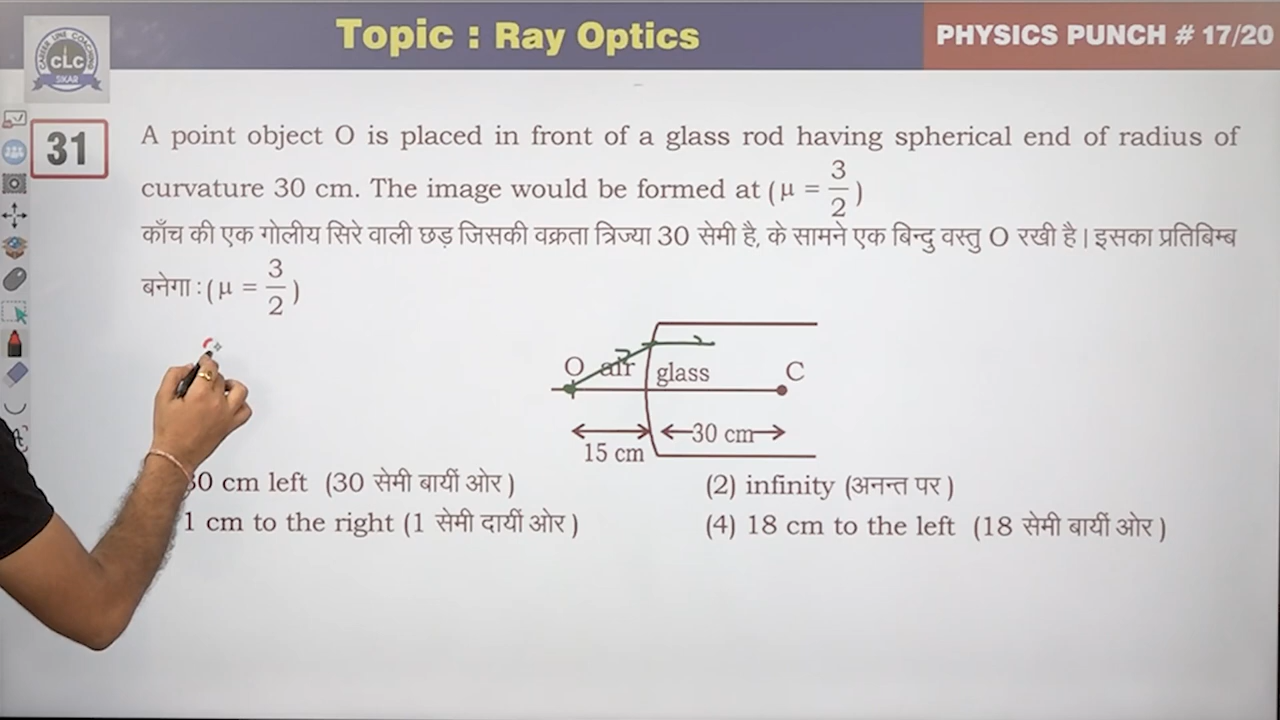 Topic : Ray Optics
PHYSICS PUNCH # 17/20
CAREER LINE COACHING
CLC
SIKAR
31
A point object O is placed in front of a glass rod having spherical end of radius of
curvature 30 cm. The image would be formed at (μ = 3/2)
काँच की एक गोलीय सिरे वाली छड़ जिसकी वक्रता त्रिज्या 30 सेमी है, के सामने एक बिन्दु वस्तु O रखी है। इसका प्रतिबिम्ब
बनेगा : (μ = 3/2)
O air glass C
15 cm 30 cm
0 cm left (30 सेमी बायीं ओर)
(2) infinity (अनन्त पर)
1 cm to the right (1 सेमी दायीं ओर)
(4) 18 cm to the left (18 सेमी बायीं ओर)